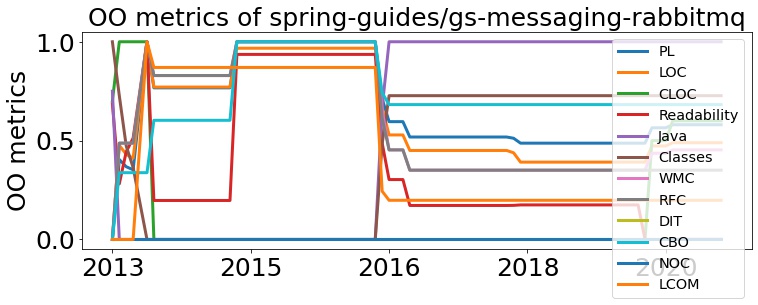 OO metrics of spring-guides/gs-messaging-rabbitmq
OO metrics
1.0
0.5
0.0
2013
2015
2016
2018
2020
PL
LOC
CLOC
Readability
Java
Classes
WMC
RFC
DIT
CBO
NOC
LCOM